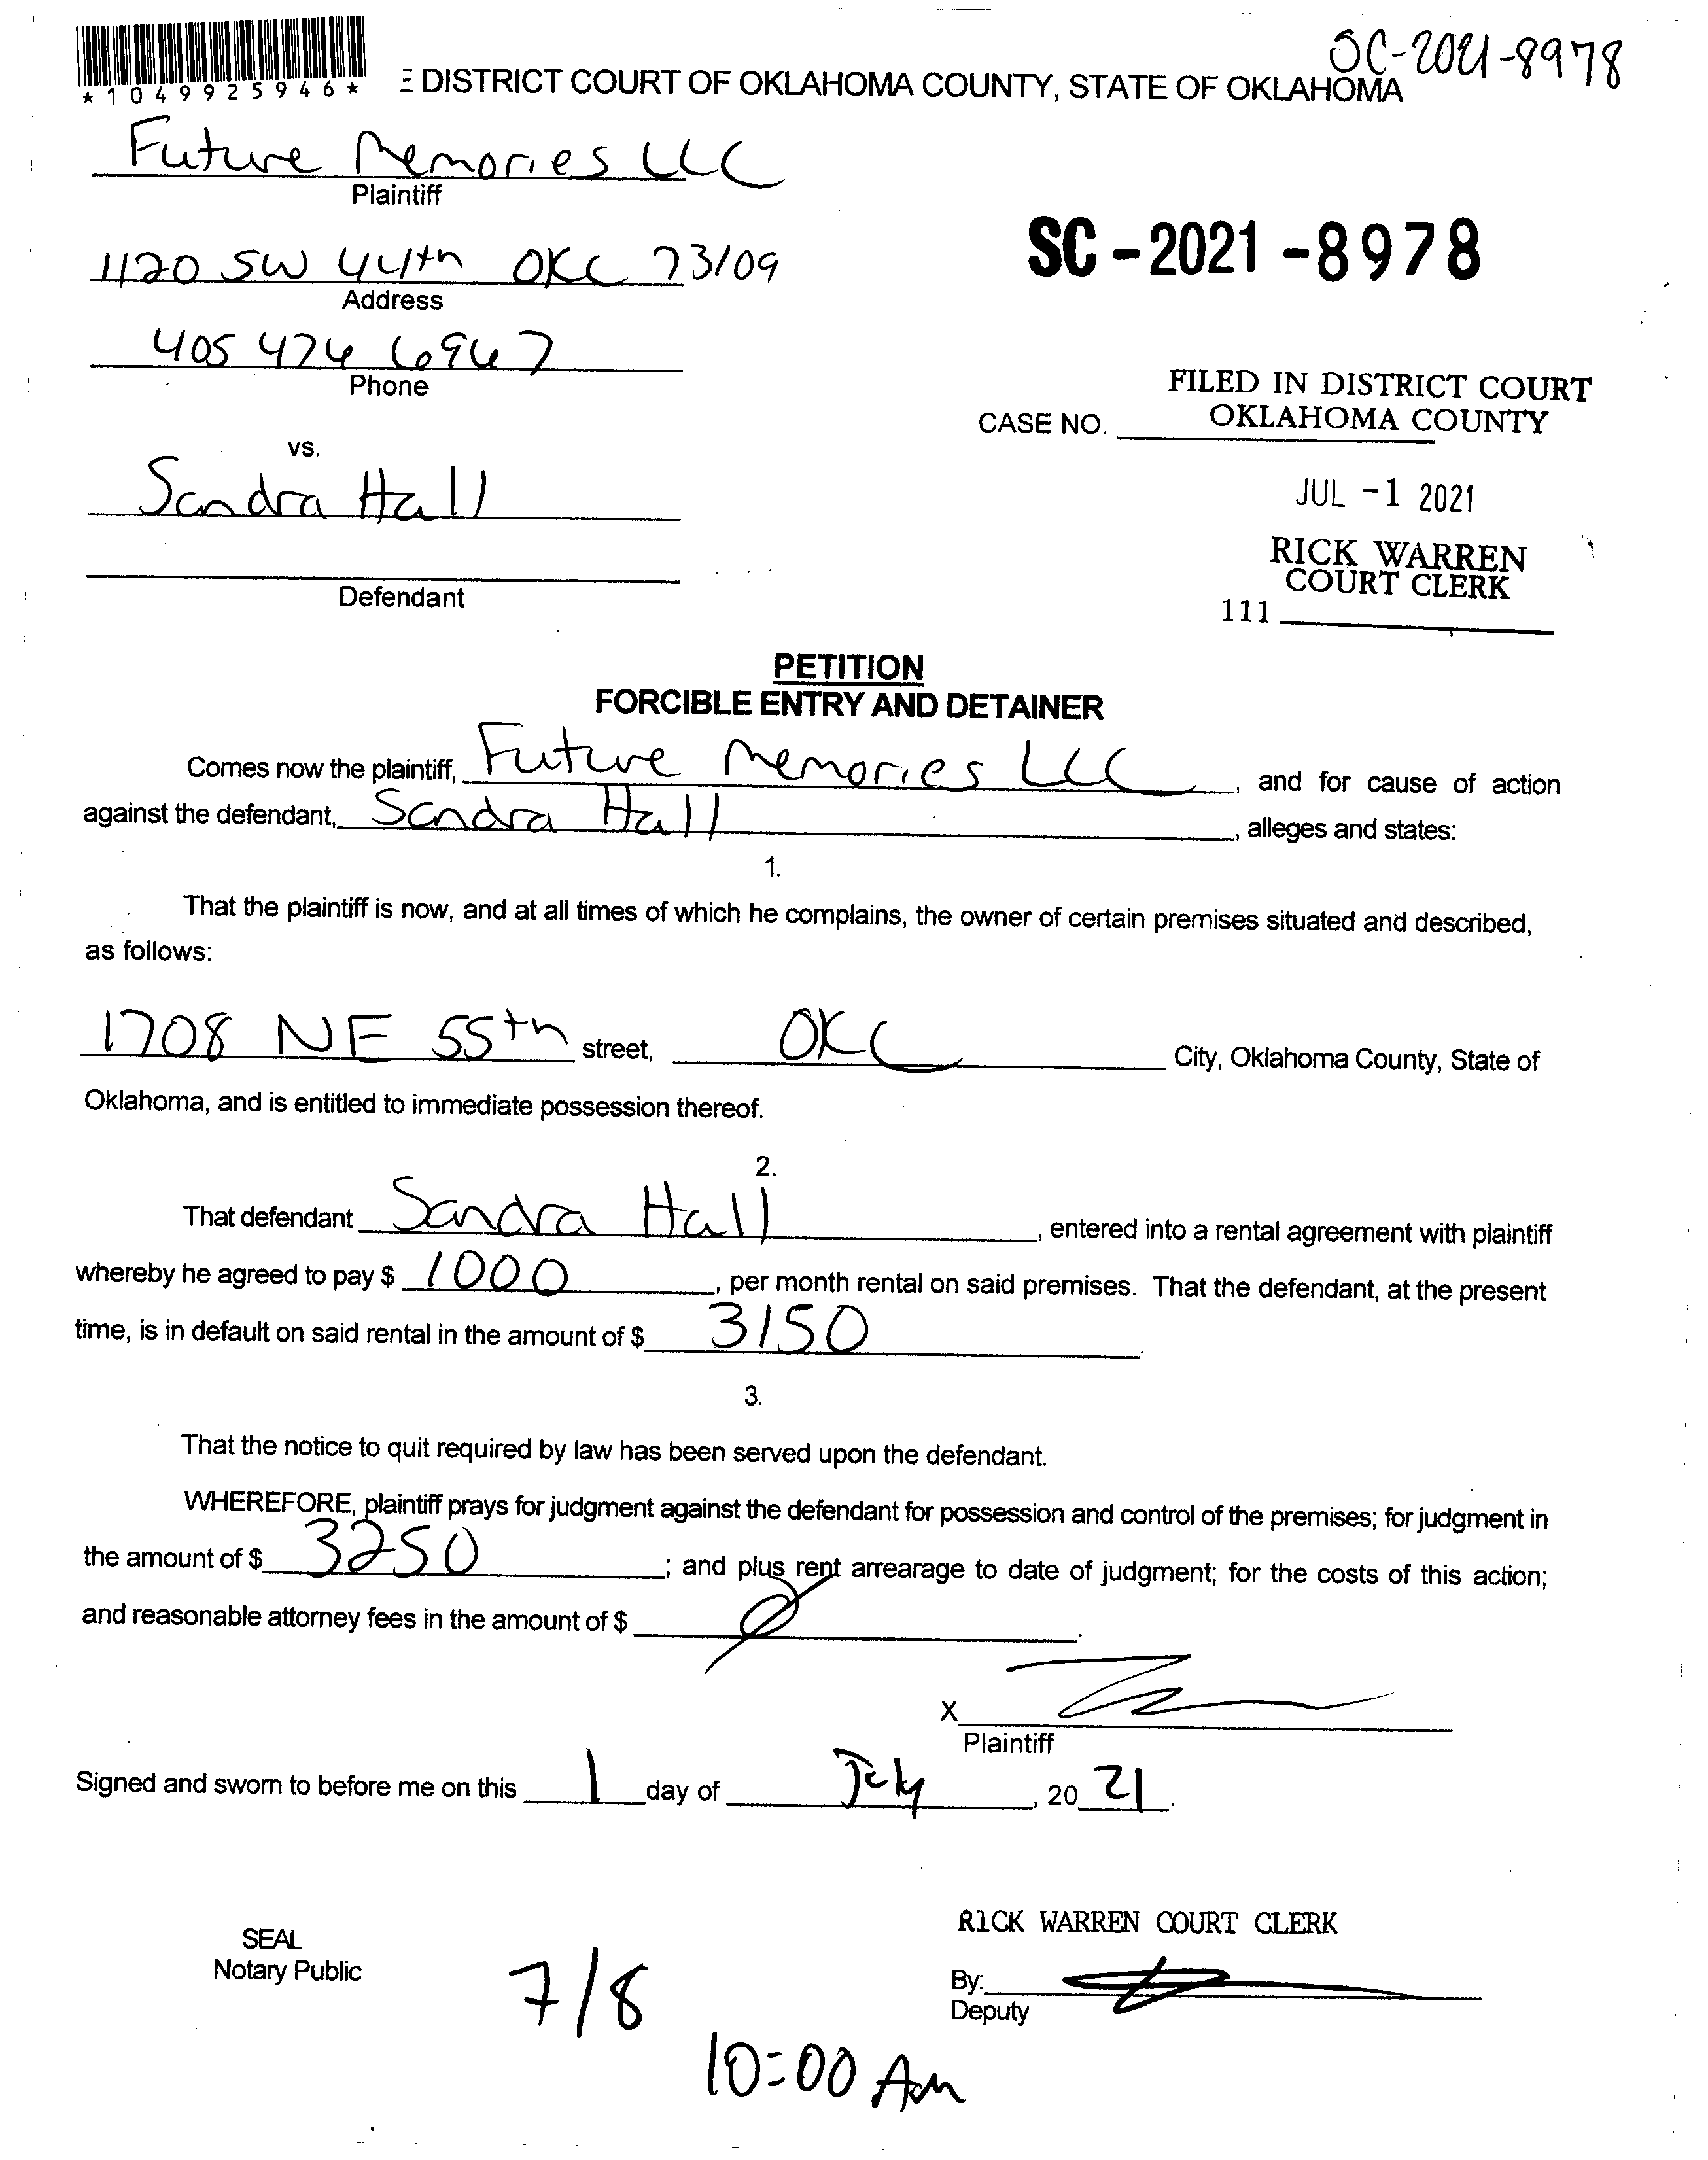 SC-2021-8978
*1049925946*
E DISTRICT COURT OF OKLAHOMA COUNTY, STATE OF OKLAHOMA
Future Memories LLC
Plaintiff
1120 SW 44th OKC 73109
Address
SC-2021-8978
405 476 6967
Phone
FILED IN DISTRICT COURT
CASE NO. OKLAHOMA COUNTY
vs.
Sandra Hall
JUL -1 2021
RICK WARREN
COURT CLERK
Defendant
111
PETITION
FORCIBLE ENTRY AND DETAINER
Comes now the plaintiff, Future Memories LLC, and for cause of action
against the defendant, Sandra Hall, alleges and states:
1.
That the plaintiff is now, and at all times of which he complains, the owner of certain premises situated and described,
as follows:
1708 NE 55th street, OKC City, Oklahoma County, State of
Oklahoma, and is entitled to immediate possession thereof.
2.
That defendant Sandra Hall, entered into a rental agreement with plaintiff
whereby he agreed to pay $ 1000, per month rental on said premises. That the defendant, at the present
time, is in default on said rental in the amount of $ 3150.
3.
That the notice to quit required by law has been served upon the defendant.
WHEREFORE, plaintiff prays for judgment against the defendant for possession and control of the premises; for judgment in
the amount of $ 3250; and plus rent arrearage to date of judgment; for the costs of this action;
and reasonable attorney fees in the amount of $ Ø.
X
Plaintiff
Signed and sworn to before me on this 1 day of July, 2021.
RICK WARREN COURT CLERK
SEAL
Notary Public
7/8
By:
Deputy
10:00 Am